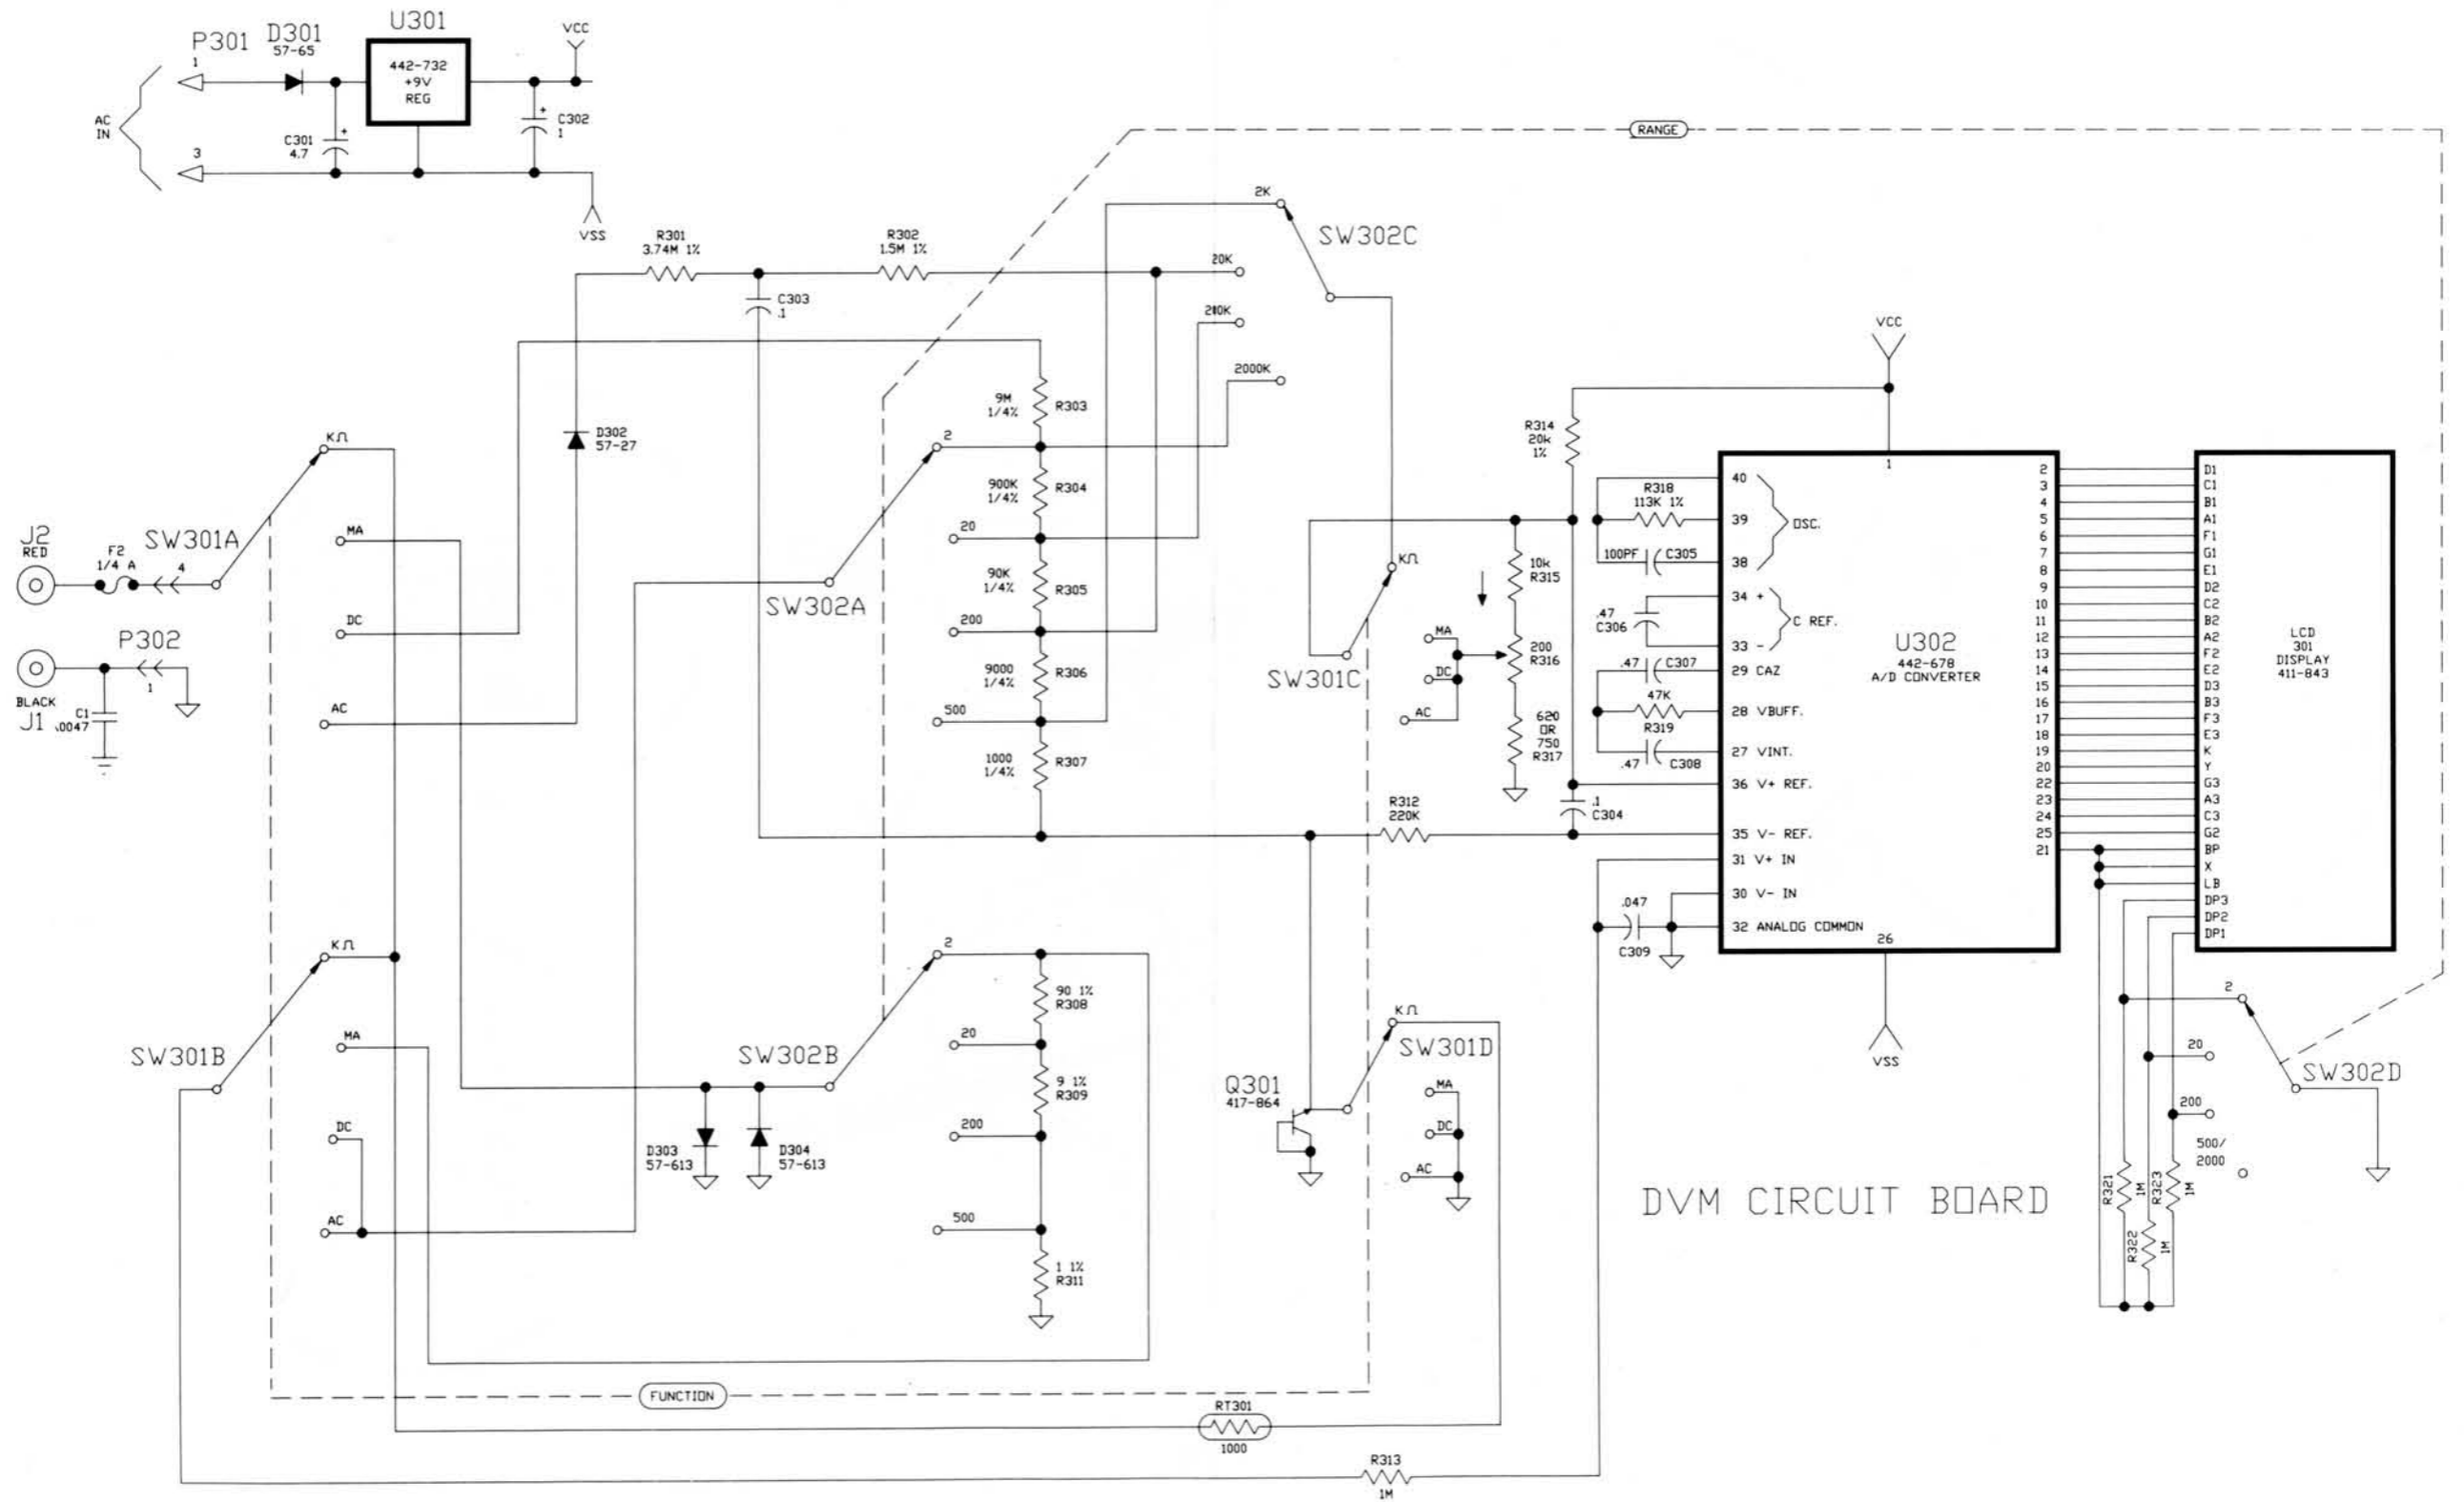 U301
P301
D301
57-65
1
442-732
+9V
REG
VCC
AC
IN
3
C301
4.7
+
C302
1
+
VSS
RANGE
2K
SW302C
20K
2000K
R301
3.74M 1%
R302
1.5M 1%
C303
.1
9M
1/4%
R303
D302
57-27
2
900K
1/4%
R304
20
90K
1/4%
R305
200
9000
1/4%
R306
500
1000
1/4%
R307
SW302A
J2
RED
F2
1/4 A
4
SW301A
KΩ
MA
DC
AC
P302
1
BLACK
J1
C1
.0047
VCC
R314
20k
1%
10k
R315
200
R316
620
OR
750
R317
MA
DC
AC
KΩ
SW301C
R312
220K
.1
C304
R318
113K 1%
100PF
C305
.47
C306
.47
C307
47K
R319
.47
C308
.047
C309
1
40
39
38
OSC.
34 +
33 -
C REF.
29 CAZ
28 VBUFF.
27 VINT.
36 V+ REF.
35 V- REF.
31 V+ IN
30 V- IN
32 ANALOG COMMON
26
VSS
U302
442-678
A/D CONVERTER
2 D1
3 C1
4 B1
5 A1
6 F1
7 G1
8 E1
9 D2
10 C2
11 B2
12 A2
13 F2
14 E2
15 D3
16 B3
17 F3
18 E3
19 K
20 Y
22 G3
23 A3
24 C3
25 G2
21 BP
X
LB
DP3
DP2
DP1
LCD
301
DISPLAY
411-843
SW301B
KΩ
MA
DC
AC
SW302B
D303
57-613
D304
57-613
2
90 1%
R308
20
9 1%
R309
200
500
1 1%
R311
Q301
417-864
KΩ
SW301D
MA
DC
AC
2
20
200
500/
2000
SW302D
R321
1M
R322
1M
R323
1M
DVM CIRCUIT BOARD
FUNCTION
RT301
1000
R313
1M